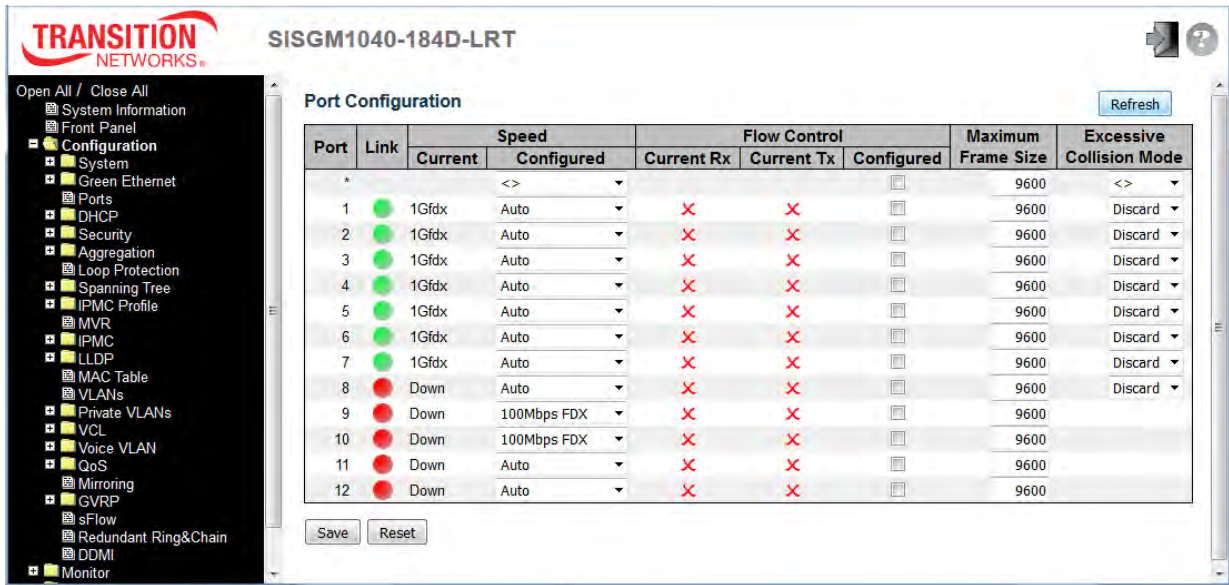 TRANSITION
NETWORKS®
SISGM1040-184D-LRT
?
Open All / Close All
System Information
Front Panel
Configuration
System
Green Ethernet
Ports
DHCP
Security
Aggregation
Loop Protection
Spanning Tree
IPMC Profile
MVR
IPMC
LLDP
MAC Table
VLANs
Private VLANs
VCL
Voice VLAN
QoS
Mirroring
GVRP
sFlow
Redundant Ring&Chain
DDMI
Monitor
Port Configuration
Refresh
Port Link Speed Flow Control Maximum Frame Size Excessive Collision Mode
Current Configured Current Rx Current Tx Configured
* <> 9600 <>
1 1Gfdx Auto 9600 Discard
2 1Gfdx Auto 9600 Discard
3 1Gfdx Auto 9600 Discard
4 1Gfdx Auto 9600 Discard
5 1Gfdx Auto 9600 Discard
6 1Gfdx Auto 9600 Discard
7 1Gfdx Auto 9600 Discard
8 Down Auto 9600 Discard
9 Down 100Mbps FDX 9600
10 Down 100Mbps FDX 9600
11 Down Auto 9600
12 Down Auto 9600
Save Reset